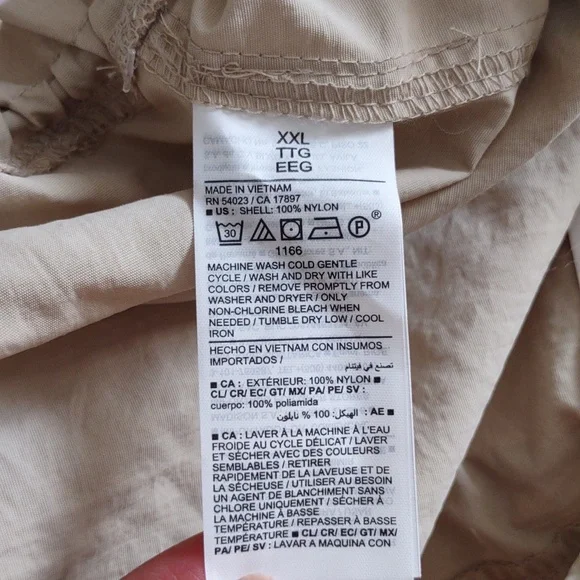 XXL
TTG
EEG
MADE IN VIETNAM
RN 54023 / CA 17897
■ US : SHELL: 100% NYLON ■
30 P ®
1166
MACHINE WASH COLD GENTLE
CYCLE / WASH AND DRY WITH LIKE
COLORS / REMOVE PROMPTLY FROM
WASHER AND DRYER / ONLY
NON-CHLORINE BLEACH WHEN
NEEDED / TUMBLE DRY LOW / COOL
IRON
HECHO EN VIETNAM CON INSUMOS
IMPORTADOS /
تصنع في فيتنام
■ CA : EXTÉRIEUR: 100% NYLON ■
CL/ CR/ EC/ GT/ MX/ PA/ PE/ SV :
cuerpo: 100% poliamida
■ AE : الهيكل: 100 % نايلون ■
■ CA : LAVER À LA MACHINE À L'EAU
FROIDE AU CYCLE DÉLICAT / LAVER
ET SÉCHER AVEC DES COULEURS
SEMBLABLES / RETIRER
RAPIDEMENT DE LA LAVEUSE ET DE
LA SÉCHEUSE / UTILISER AU BESOIN
UN AGENT DE BLANCHIMENT SANS
CHLORE UNIQUEMENT / SÉCHER À
LA MACHINE À BASSE
TEMPÉRATURE / REPASSER À BASSE
TEMPÉRATURE ■ CL/ CR/ EC/ GT/ MX/
PA/ PE/ SV : LAVAR A MAQUINA CON